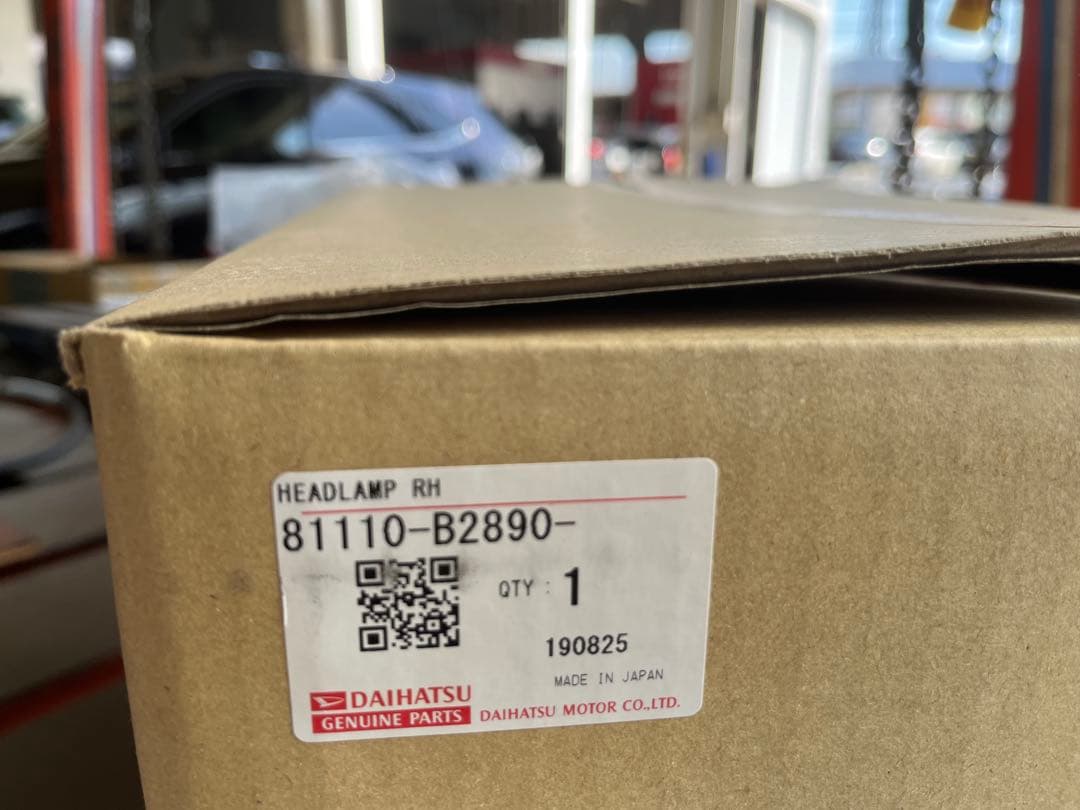 HEADLAMP RH
81110-B2890-
QTY : 1
190825
MADE IN JAPAN
DAIHATSU
GENUINE PARTS
DAIHATSU MOTOR CO.,LTD.